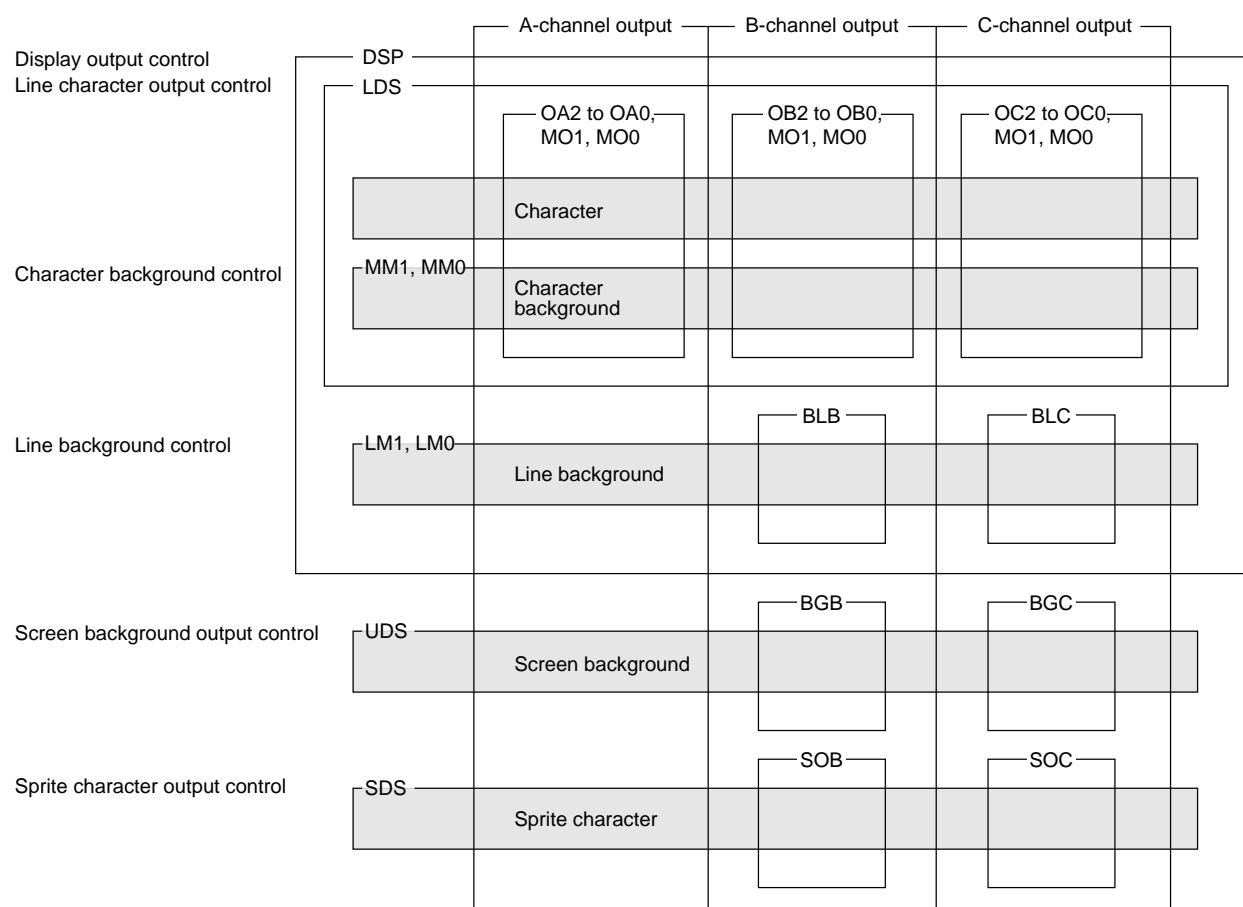 A-channel output B-channel output C-channel output
Display output control DSP
Line character output control LDS
OA2 to OA0, OB2 to OB0, OC2 to OC0,
MO1, MO0 MO1, MO0 MO1, MO0
Character
Character background control MM1, MM0
Character
background
BLB BLC
Line background control LM1, LM0
Line background
BGB BGC
Screen background output control UDS
Screen background
SOB SOC
Sprite character output control SDS
Sprite character